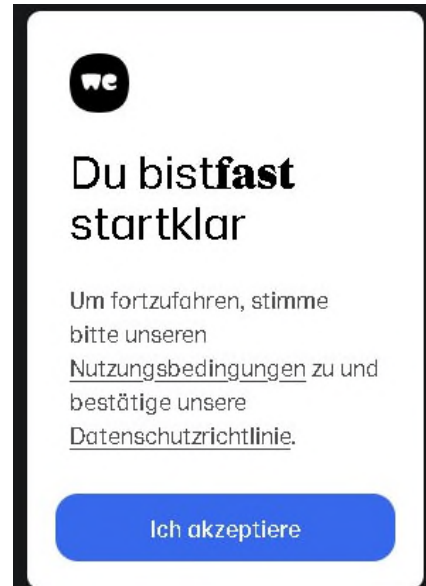 we
Du bistfast
startklar
Um fortzufahren, stimme
bitte unseren
Nutzungsbedingungen zu und
bestätige unsere
Datenschutzrichtlinie.
Ich akzeptiere